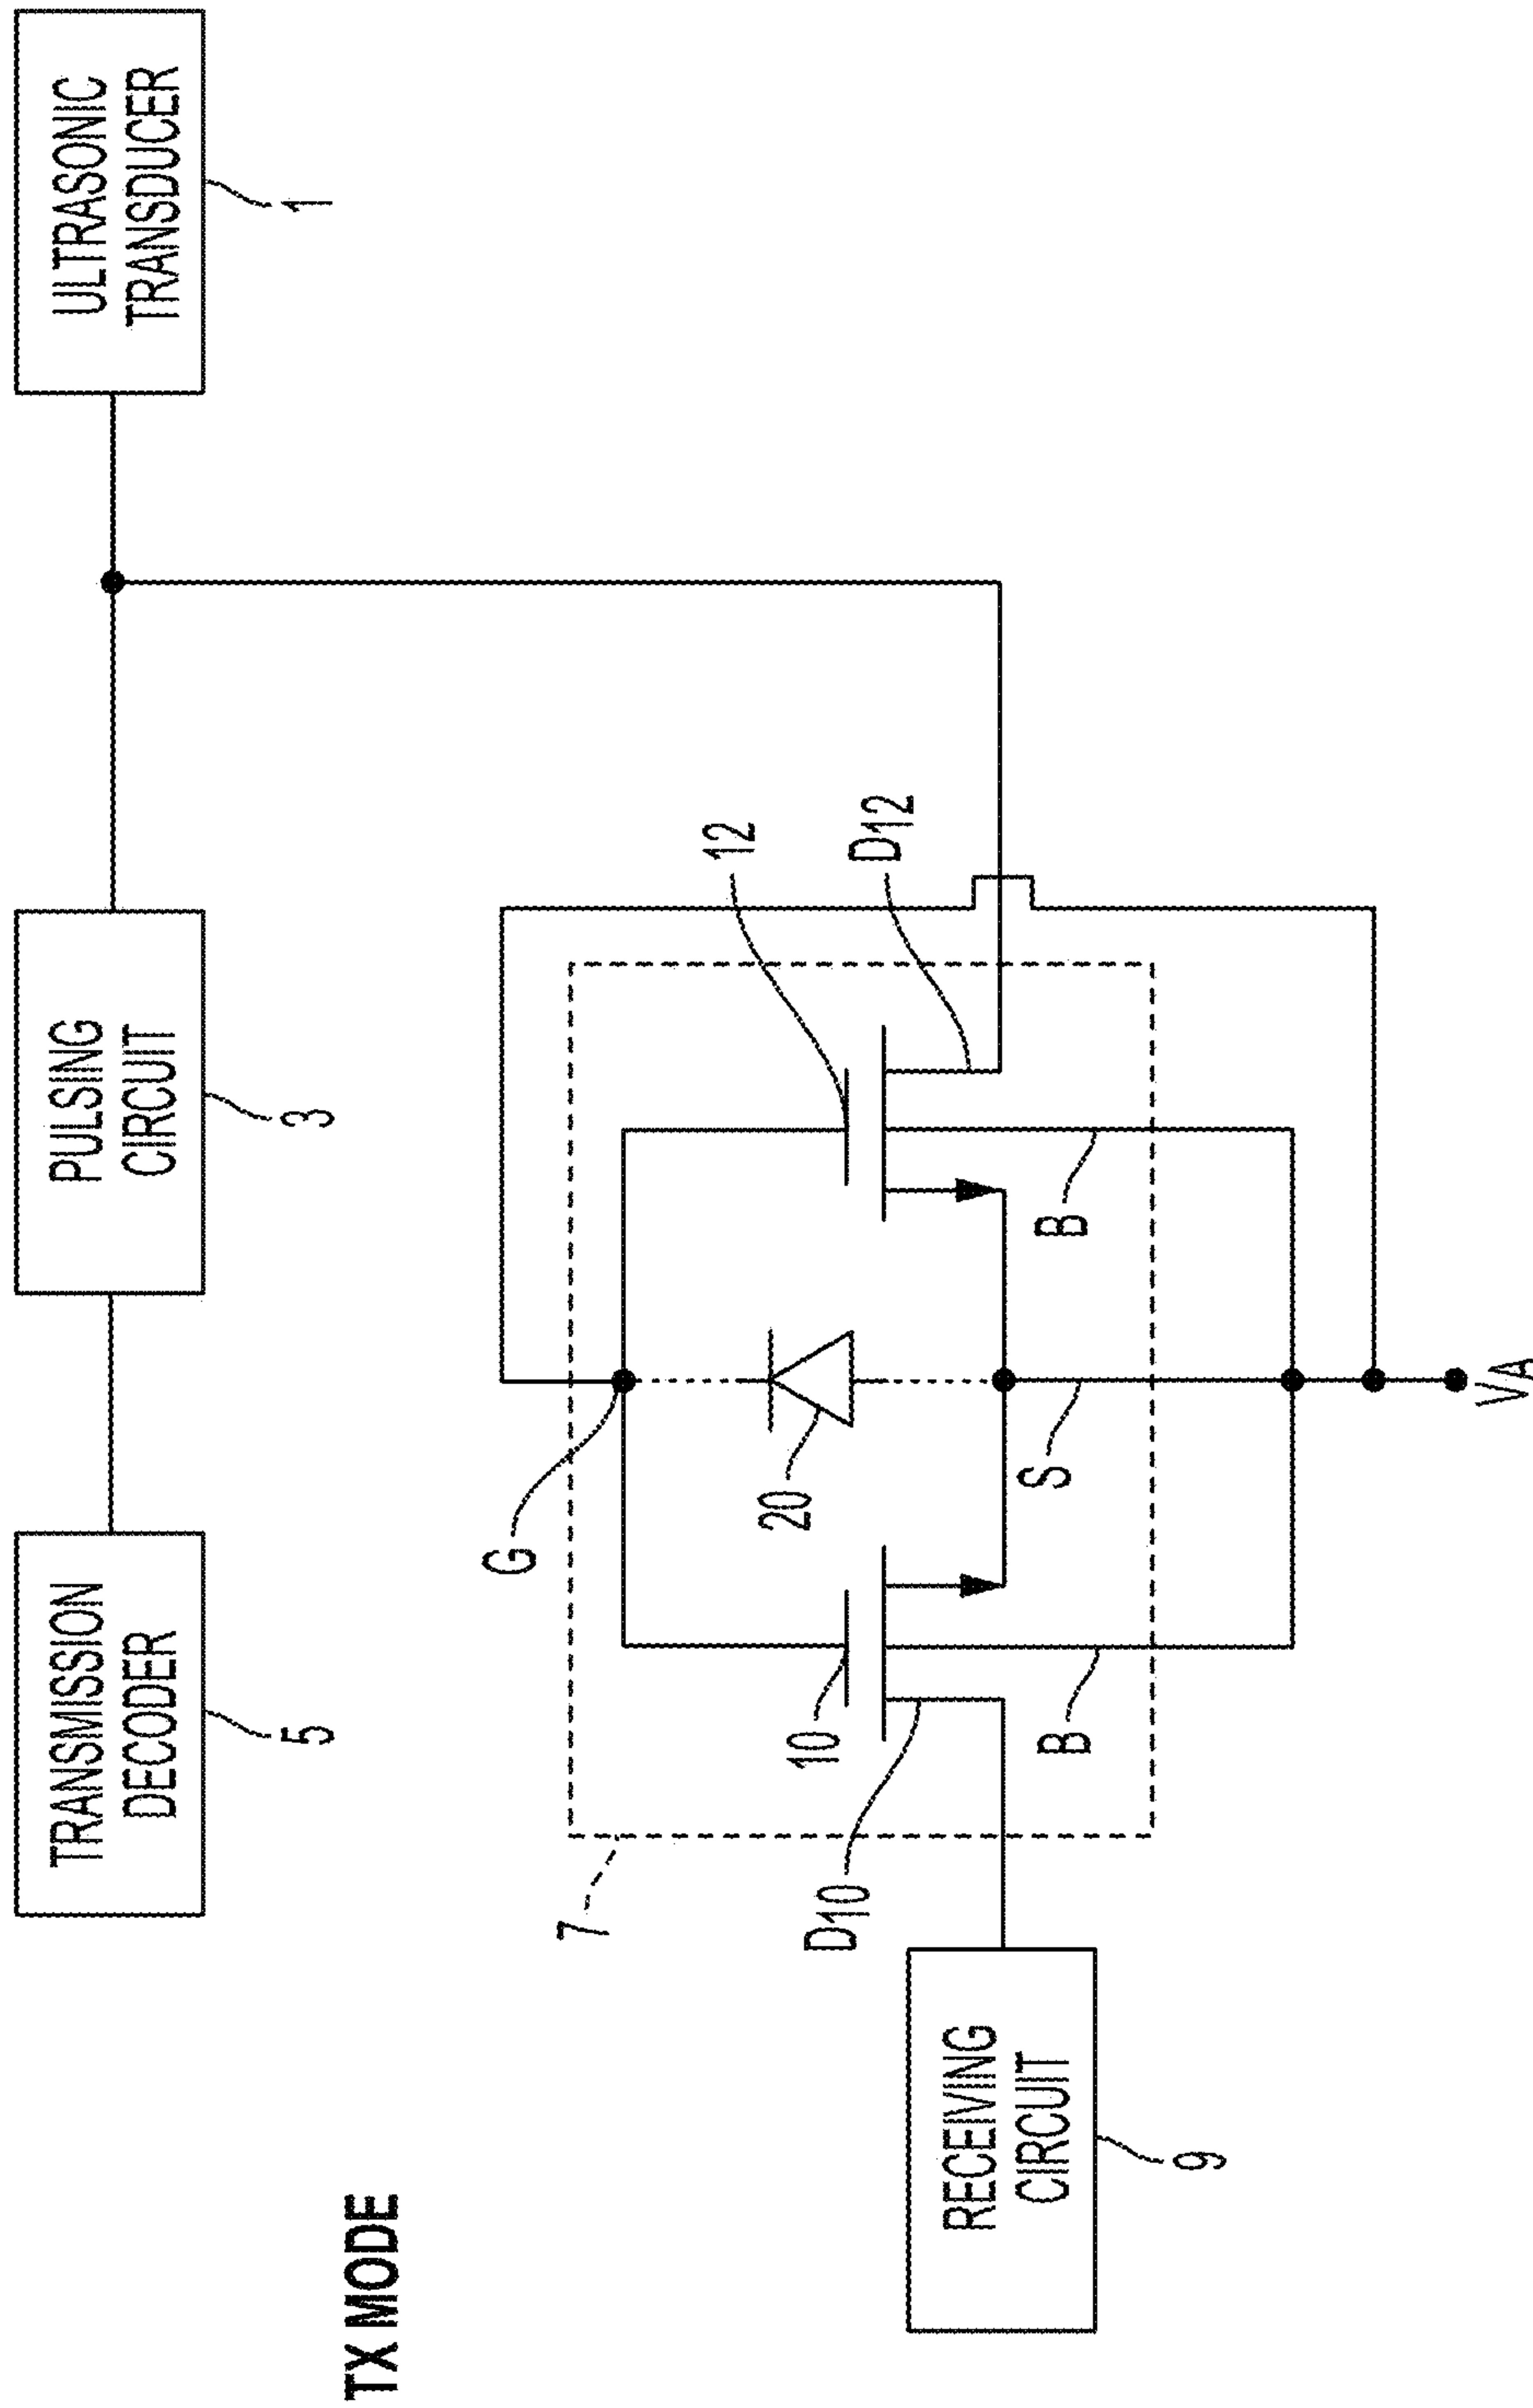 TRANSMISSION
DECODER
5
PULSING
CIRCUIT
3
ULTRASONIC
TRANSDUCER
1
TX MODE
G
12
7
20
10
D12
D10
RECEIVING
CIRCUIT
9
S
B
B
VA